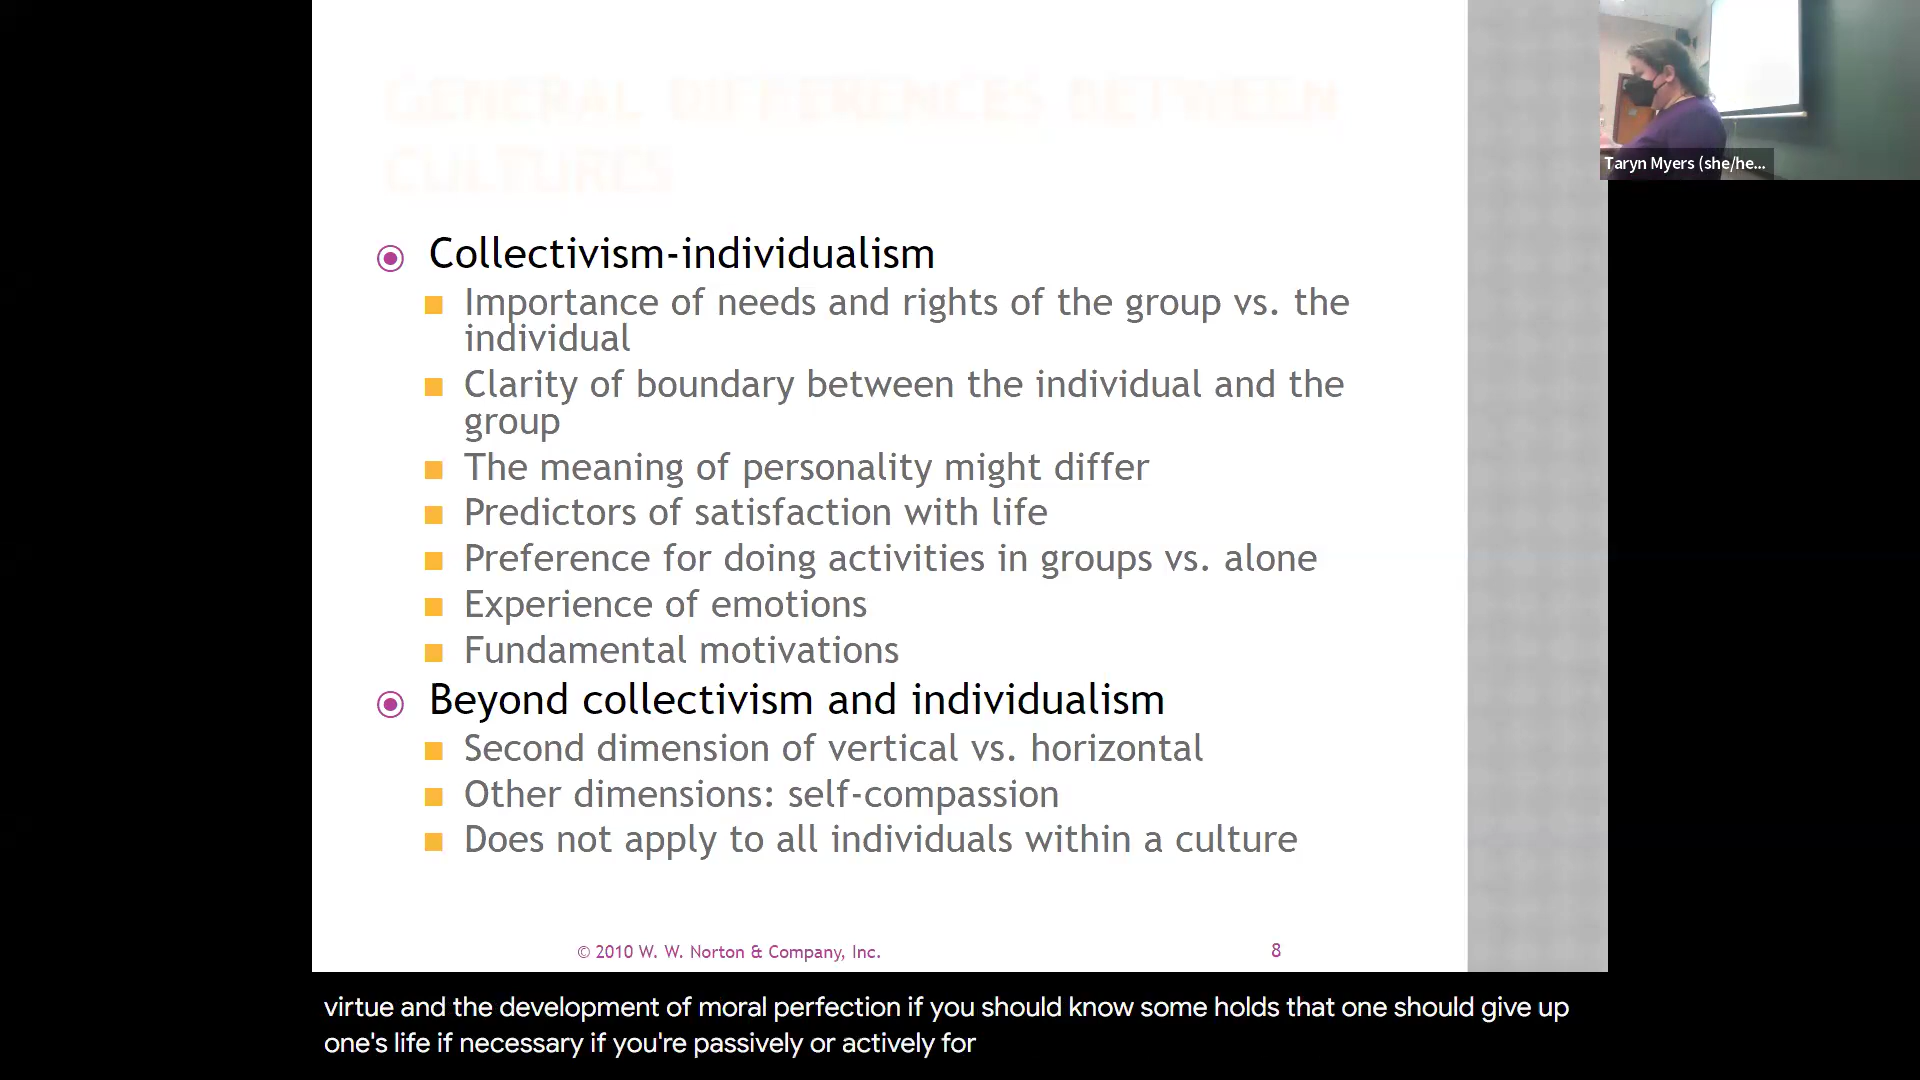 GENERAL DIFFERENCES BETWEEN
CULTURES
Taryn Myers (she/he...
Collectivism-individualism
Importance of needs and rights of the group vs. the
individual
Clarity of boundary between the individual and the
group
The meaning of personality might differ
Predictors of satisfaction with life
Preference for doing activities in groups vs. alone
Experience of emotions
Fundamental motivations
Beyond collectivism and individualism
Second dimension of vertical vs. horizontal
Other dimensions: self-compassion
Does not apply to all individuals within a culture
© 2010 W. W. Norton & Company, Inc.
8
virtue and the development of moral perfection if you should know some holds that one should give up
one's life if necessary if you're passively or actively for